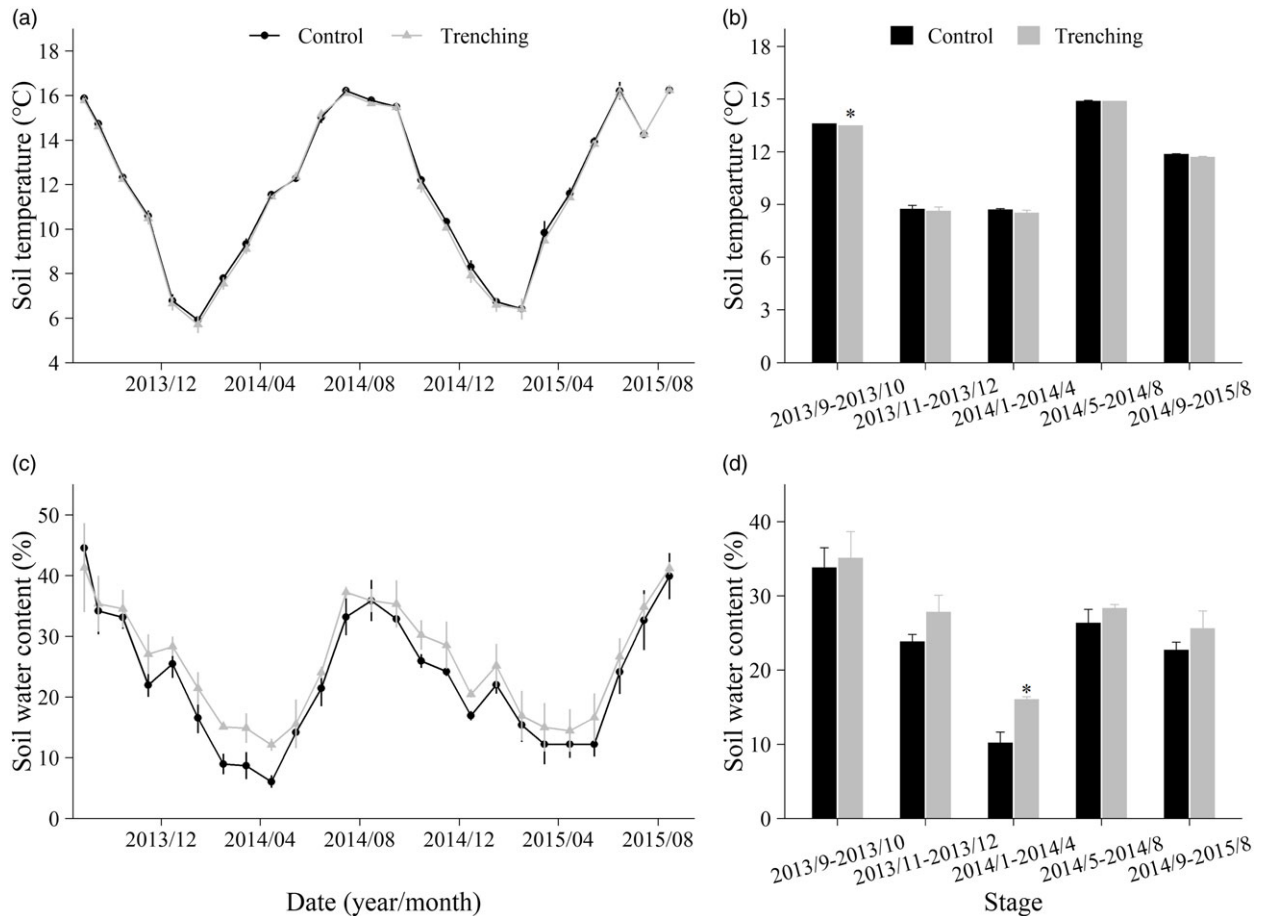 (a)
Control Trenching
18
16
14
12
10
8
6
4
Soil temperature (°C)
2013/12 2014/04 2014/08 2014/12 2015/04 2015/08
(b)
Control Trenching
18
15
12
9
6
3
0
Soil tempearture (°C)
*
2013/9-2013/10 2013/11-2013/12 2014/1-2014/4 2014/5-2014/8 2014/9-2015/8
(c)
50
40
30
20
10
0
Soil water content (%)
2013/12 2014/04 2014/08 2014/12 2015/04 2015/08
Date (year/month)
(d)
40
30
20
10
0
Soil water content (%)
*
2013/9-2013/10 2013/11-2013/12 2014/1-2014/4 2014/5-2014/8 2014/9-2015/8
Stage